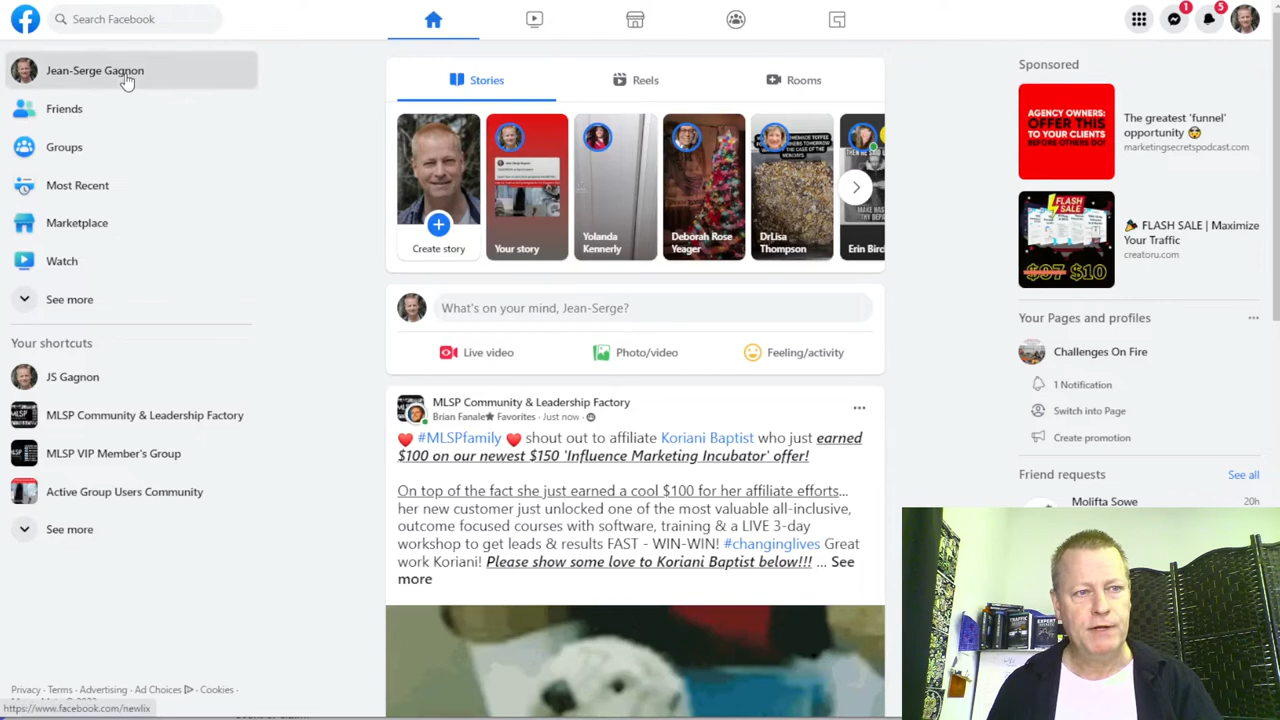 Search Facebook
1
5
Jean-Serge Gagnon
Friends
Groups
Most Recent
Marketplace
Watch
See more
Your shortcuts
JS Gagnon
MLSP Community & Leadership Factory
MLSP VIP Member's Group
Active Group Users Community
See more
Privacy · Terms · Advertising · Ad Choices · Cookies ·
https://www.facebook.com/newlix
Stories
Reels
Rooms
Create story
Your story
Yolanda
Kennerly
Deborah Rose
Yeager
DrLisa
Thompson
Erin Bird
What's on your mind, Jean-Serge?
Live video
Photo/video
Feeling/activity
MLSP Community & Leadership Factory
Brian Fanale Favorites · Just now ·
#MLSPfamily shout out to affiliate Koriani Baptist who just earned
$100 on our newest $150 'Influence Marketing Incubator' offer!
On top of the fact she just earned a cool $100 for her affiliate efforts...
her new customer just unlocked one of the most valuable all-inclusive,
outcome focused courses with software, training & a LIVE 3-day
workshop to get leads & results FAST - WIN-WIN! #changinglives Great
work Koriani! Please show some love to Koriani Baptist below!!! ... See
more
Sponsored
AGENCY OWNERS:
OFFER THIS
TO YOUR CLIENTS
BEFORE OTHERS DO!
The greatest 'funnel'
opportunity
marketingsecretspodcast.com
FLASH SALE
$97 $10
FLASH SALE | Maximize
Your Traffic
creatoru.com
Your Pages and profiles
Challenges On Fire
1 Notification
Switch into Page
Create promotion
Friend requests
See all
Molifta Sowe
20h
TRAFFIC
SECRETS
EXPERT
SECRETS